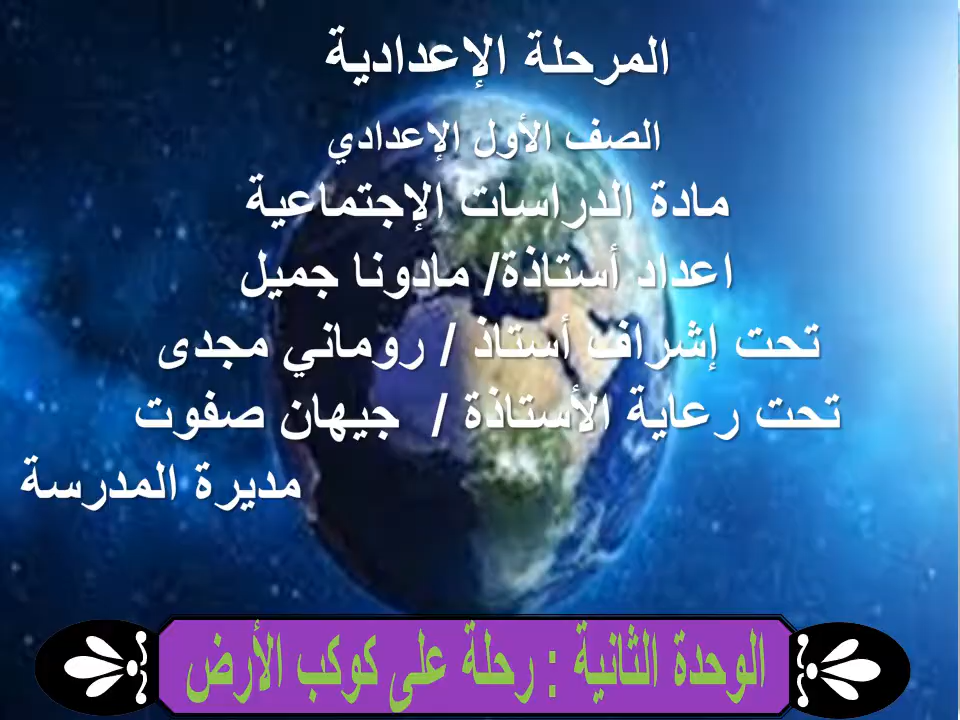 المرحلة الإعدادية
الصف الأول الإعدادي
مادة الدراسات الإجتماعية
اعداد أستاذة/ مادونا جميل
تحت إشراف أستاذ / روماني مجدى
تحت رعاية الأستاذة / جيهان صفوت
مديرة المدرسة
الوحدة الثانية : رحلة على كوكب الأرض